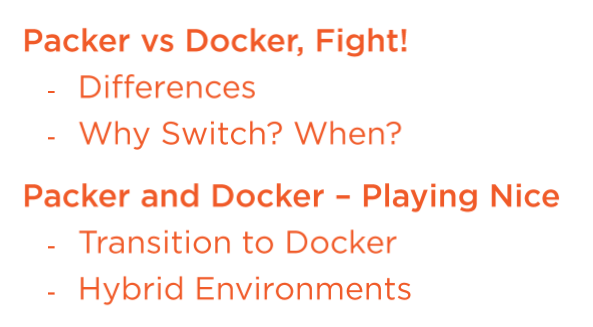 Packer vs Docker, Fight!
- Differences
- Why Switch? When?
Packer and Docker – Playing Nice
- Transition to Docker
- Hybrid Environments